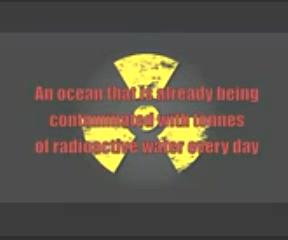 An ocean that is already being
contaminated with tonnes
of radioactive water every day